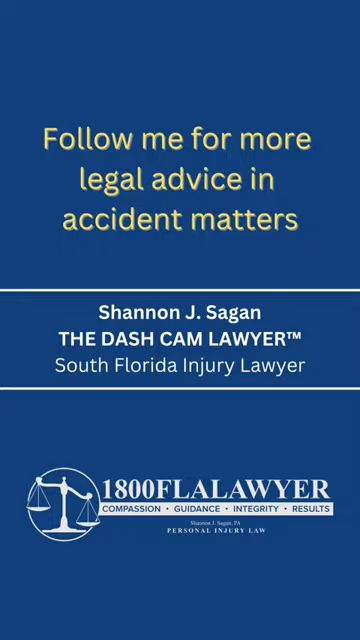 Follow me for more
legal advice in
accident matters
Shannon J. Sagan
THE DASH CAM LAWYER™
South Florida Injury Lawyer
1800FLALAWYER
COMPASSION • GUIDANCE • INTEGRITY • RESULTS
Shannon J. Sagan, PA
PERSONAL INJURY LAW